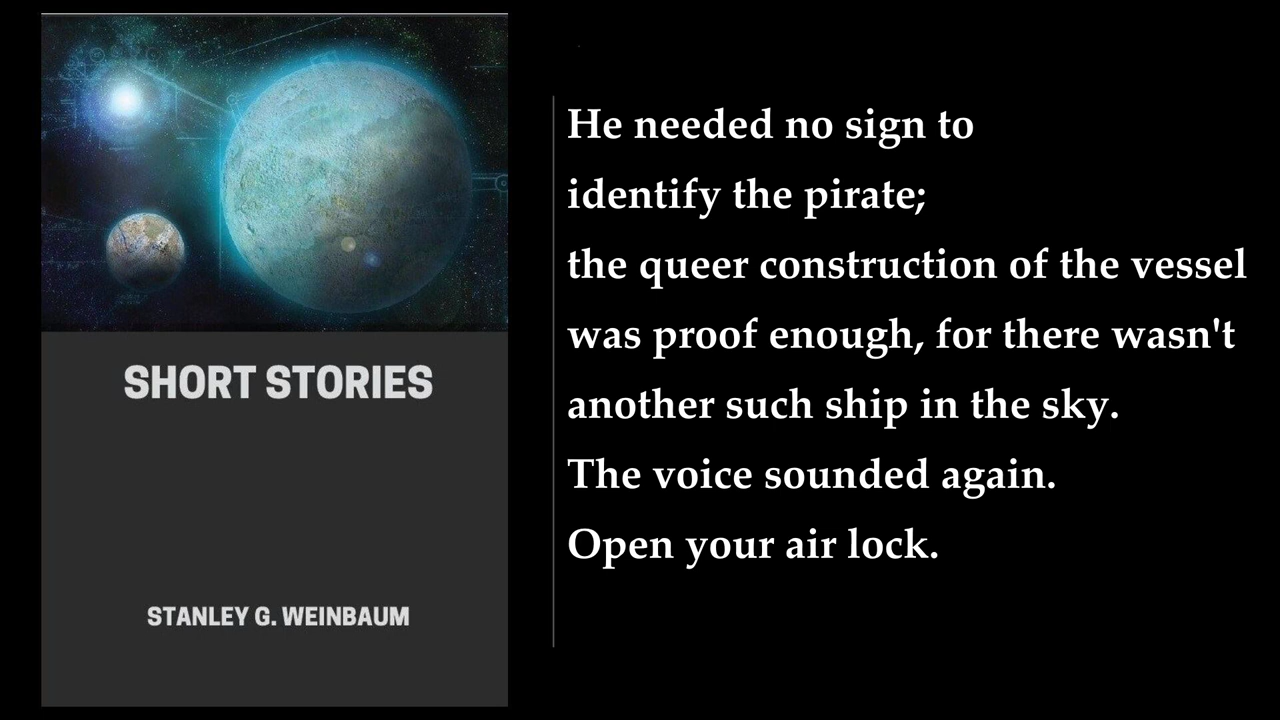 SHORT STORIES
STANLEY G. WEINBAUM
He needed no sign to
identify the pirate;
the queer construction of the vessel
was proof enough, for there wasn't
another such ship in the sky.
The voice sounded again.
Open your air lock.